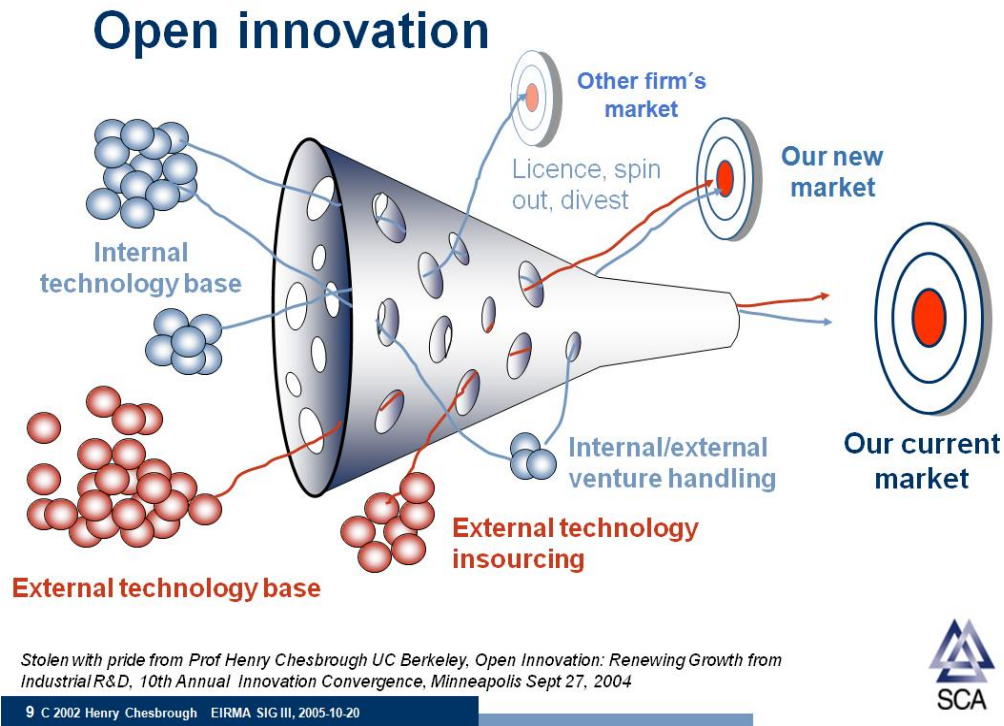 Open innovation
Other firm´s
market
Licence, spin
out, divest
Our new
market
Internal
technology base
Our current
market
Internal/external
venture handling
External technology
insourcing
External technology base
Stolen with pride from Prof Henry Chesbrough UC Berkeley, Open Innovation: Renewing Growth from
Industrial R&D, 10th Annual Innovation Convergence, Minneapolis Sept 27, 2004
SCA
9 C 2002 Henry Chesbrough EIRMA SIG III, 2005-10-20